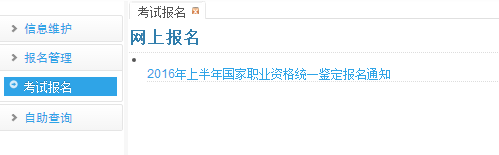 信息维护
报名管理
考试报名
自助查询
考试报名
网上报名
2016年上半年国家职业资格统一鉴定报名通知